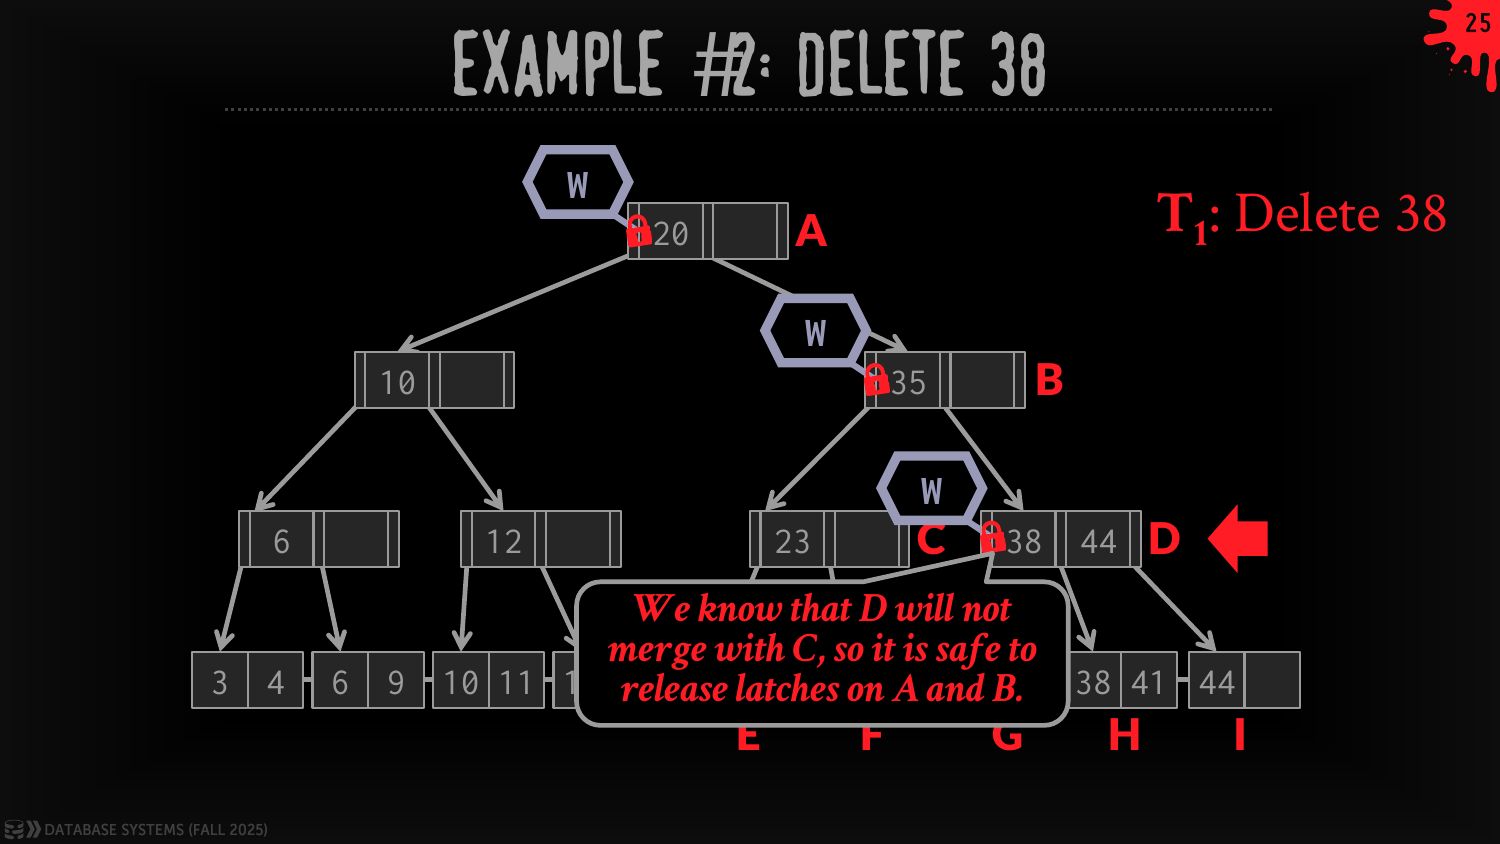 25
EXAMPLE #2: DELETE 38
W
20 A
T1: Delete 38
W
10
35 B
W
6
12
23 C
38 44 D
We know that D will not
merge with C, so it is safe to
release latches on A and B.
3 4 6 9 10 11 38 41 44
E F G H I
DATABASE SYSTEMS (FALL 2025)